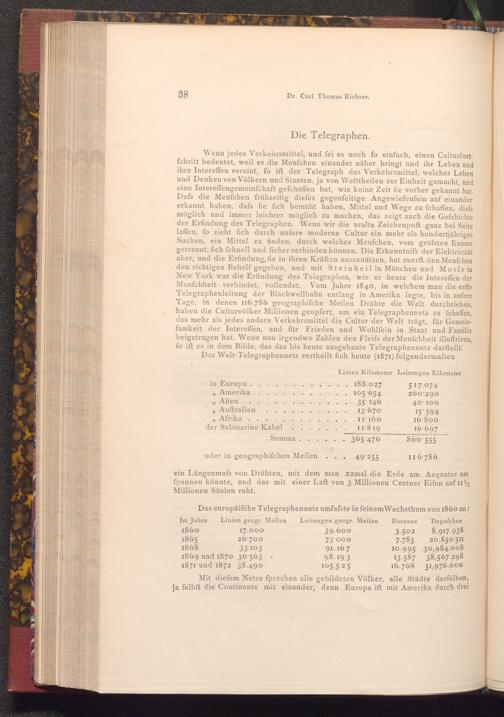 38
Dr. Carl Thomas Richter.
Die Telegraphen.
Wenn jedes Verkehrsmittel, und sei es noch so einfach, einen Culturfort-
schritt bedeutet, weil es die Menschen einander näher bringt und ihr Leben und
ihre Interessen vereint, so ist der Telegraph das Verkehrsmittel, welches Leben
und Denken von Völkern und Staaten, ja von Welttheilen zur Einheit gemacht, und
eine Interessengemeinschaft geschaffen hat, wie keine Zeit sie vorher gekannt hat.
Dass die Menschen frühzeitig dieses gegenseitige Angewiesensein auf einander
erkannt haben, dass sie sich bemüht haben, Mittel und Wege zu schaffen, diess
möglich und immer leichter möglich zu machen, das zeigt auch die Geschichte
der Erfindung des Telegraphen. Wenn wir die uralte Zeichenpost ganz bei Seite
lassen, so zieht sich durch unsere moderne Cultur ein mehr als hundertjähriges
Suchen, ein Mittel zu finden, durch welches Menschen, vom grössten Raume
getrennt, sich schnell und sicher verbinden können. Die Erkenntniss der Elektricität
aber, und die Erfindung, sie in ihren Kräften auszunützen, hat zuerst den Menschen
den richtigen Behelf gegeben, und mit Steinheil in München und Morse in
New York war die Erfindung des Telegraphen, wie er heute die Interessen der
Menschheit verbindet, vollendet. Vom Jahre 1840, in welchem man die erste
Telegraphenleitung der Blackwellbahn entlang in Amerika legte, bis in unsere
Tage, in denen 116,786 geographische Meilen Drähte die Welt durchziehen,
haben die Culturvölker Millionen geopfert, um ein Telegraphennetz zu schaffen,
das mehr als jedes andere Verkehrsmittel die Cultur der Welt trägt, für Gemein-
samkeit der Interessen, und für Frieden und Wohlsein in Staat und Familie
beigetragen hat. Wenn nun irgendwo Zahlen den Fleiss der Menschheit illustriren,
so ist es in dem Bilde, das das bis heute ausgebaute Telegraphennetz darstellt.
Das Welt-Telegraphennetz vertheilt sich heute (1871) folgendermassen
Linien Kilometer Leitungen Kilometer
in Europa . . . . . . . . . . . 188.027 517.074
„ Amerika . . . . . . . . . . . 105·654 260·290
„ Asien . . . . . . . . . . . 35·146 40·100
„ Australien . . . . . . . . . 13·670 15·594
„ Afrika . . . . . . . . . . . 11·160 16·800
der Submarine-Kabel . . . . . . 11·819 16·697
Summa . . . . . . 365·476 866·555
oder in geographischen Meilen . . . 49·255 116·786
ein Längenmass von Drähten, mit dem man 22mal die Erde am Aequator um
spannen könnte, und das mit einer Last von 3 Millionen Centner Eisen auf 11½
Millionen Säulen ruht.
Das europäische Telegraphennetz umfasste in seinem Wachsthum von 1860 an:
Im Jahre Linien geogr. Meilen Leitungen geogr. Meilen Bureaux Depeschen
1860 17.000 39.600 3.502 8,917.938
1865 26·700 73·000 7.785 20,850·511
1868 33.103 91.167 10.995 30,984.008
1869 und 1870 36·563 98.193 13.587 38,567.298
1871 und 1872 38.490 105.525 16.768 51,976.000
Mit diesem Netze sprechen alle gebildeten Völker, alle Städte derselben,
ja selbst die Continente mit einander, denn Europa ist mit Amerika durch drei